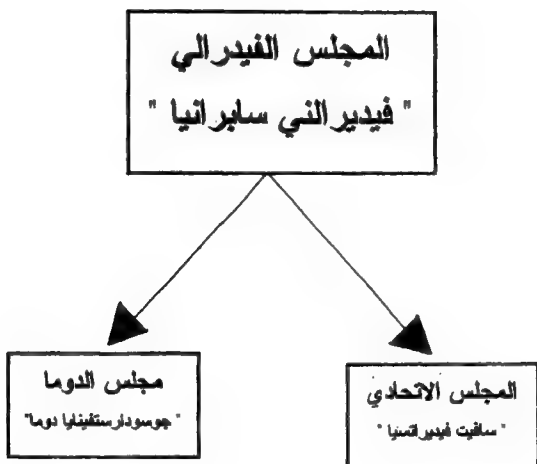 المجلس الفيدرالي
" فيديرالني سابرانيا "
المجلس الاتحادي
" سافيت فيديراتسيا "
مجلس الدوما
" جوسودارستفينايا دوما"